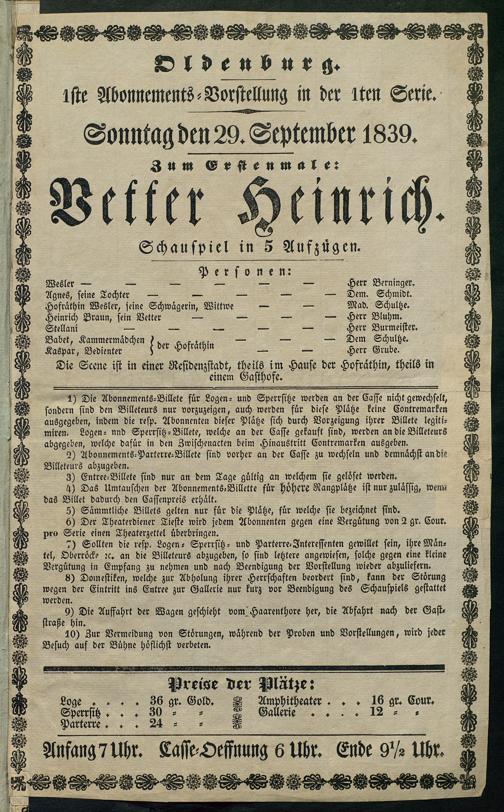 Oldenburg.
1ste Abonnements-Vorstellung in der 1ten Serie.
Sonntag den 29. September 1839.
Zum Erstenmale:
Vetter Heinrich.
Schauspiel in 5 Aufzügen.
Personen:
Wesler — — — — — — — Herr Berninger.
Agnes, seine Tochter — — — — — Dem. Schmidt.
Hofräthin Wesler, seine Schwägerin, Wittwe — — — Mad. Schultze.
Heinrich Braun, sein Vetter — — — — — Herr Bluhm.
Stellani — — — — — — — Herr Burmeister.
Babet, Kammermädchen } der Hofräthin — — — Dem Schultze.
Kaspar, Bedienter — — Herr Grube.
Die Scene ist in einer Residenzstadt, theils im Hause der Hofräthin, theils in
einem Gasthofe.
1) Die Abonnements-Billete für Logen- und Sperrsitze werden an der Casse nicht gewechselt,
sondern sind den Billeteurs nur vorzuzeigen, auch werden für diese Plätze keine Contremarken
ausgegeben, indem die resp. Abonnenten dieser Plätze sich durch Vorzeigung ihrer Billete legiti-
miren. Logen- und Sperrsitz-Billete, welche an der Casse gekauft sind, werden an die Billeteurs
abgegeben, welche dafür in den Zwischenacten beim Hinaustritt Contremarken ausgeben.
2) Abonnements-Parterre-Billete sind vorher an der Casse zu wechseln und demnächst an die
Billeteurs abzugeben.
3) Entree-Billete sind nur an dem Tage gültig an welchem sie gelöset werden.
4) Das Umtauschen der Abonnements-Billette für höhere Rangplätze ist nur zulässig, wenn
das Billet dadurch den Cassenpreis erhält.
5) Sämmtliche Billets gelten nur für die Plätze, für welche sie bezeichnet sind.
6) Der Theaterdiener Tieste wird jedem Abonnenten gegen eine Vergütung von 2 gr. Cour.
pro Serie einen Theaterzettel überbringen.
7) Sollten die resp. Logen- Sperrsitz- und Parterre-Interessenten gewillet sein, ihre Män-
tel, Oberröcke ꝛc. an die Billeteurs abzugeben, so sind letztere angewiesen, solche gegen eine kleine
Vergütung in Empfang zu nehmen und nach Beendigung der Vorstellung wieder abzuliefern.
8) Domestiken, welche zur Abholung ihrer Herrschaften beordert sind, kann der Störung
wegen der Eintritt ins Entree zur Gallerie nur kurz vor Beendigung des Schauspiels gestattet
werden.
9) Die Auffahrt der Wagen geschieht vom Haarenthore her, die Abfahrt nach der Gast-
straße hin.
10) Zur Vermeidung von Störungen, während der Proben und Vorstellungen, wird jeder
Besuch auf der Bühne höflichst verbeten.
Preise der Plätze:
Loge . . . . 36 gr. Gold. Amphitheater . . . 16 gr. Cour.
Sperrsitz . . . 30 = = Gallerie . . . . 12 = =
Parterre . . . 24 = =
Anfang 7 Uhr. Casse-Oeffnung 6 Uhr. Ende 9 1/2 Uhr.